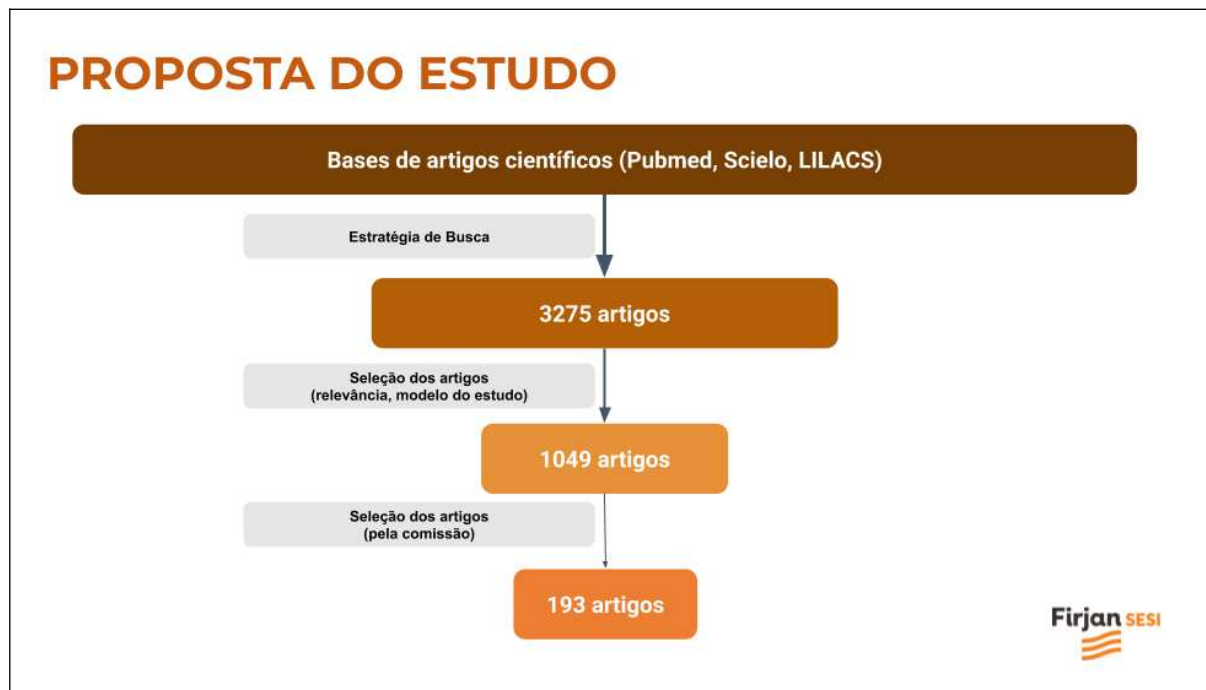 PROPOSTA DO ESTUDO
Bases de artigos científicos (Pubmed, Scielo, LILACS)
Estratégia de Busca
3275 artigos
Seleção dos artigos
(relevância, modelo do estudo)
1049 artigos
Seleção dos artigos
(pela comissão)
193 artigos
Firjan SESI